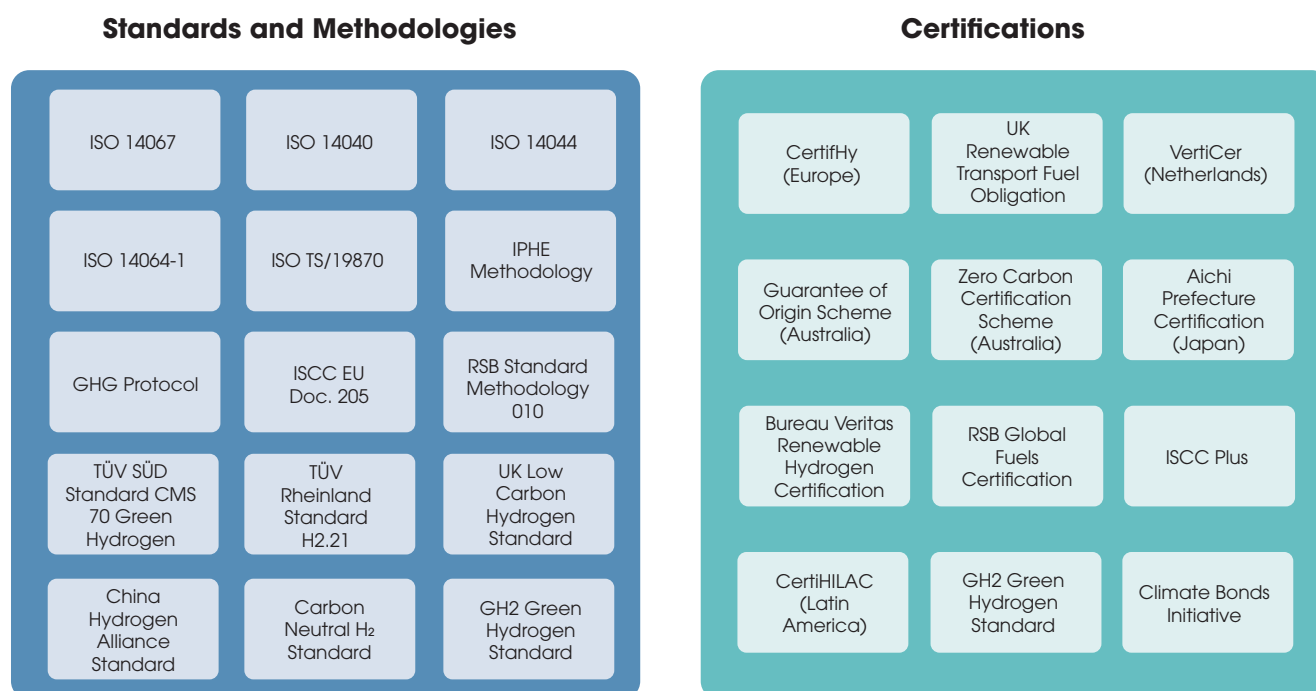 Standards and Methodologies
ISO 14067
ISO 14040
ISO 14044
ISO 14064-1
ISO TS/19870
IPHE
Methodology
GHG Protocol
ISCC EU
Doc. 205
RSB Standard
Methodology
010
TÜV SÜD
Standard CMS
70 Green
Hydrogen
TÜV
Rheinland
Standard
H2.21
UK Low
Carbon
Hydrogen
Standard
China
Hydrogen
Alliance
Standard
Carbon
Neutral H₂
Standard
GH2 Green
Hydrogen
Standard
Certifications
CertifHy
(Europe)
UK
Renewable
Transport Fuel
Obligation
VertiCer
(Netherlands)
Guarantee of
Origin Scheme
(Australia)
Zero Carbon
Certification
Scheme
(Australia)
Aichi
Prefecture
Certification
(Japan)
Bureau Veritas
Renewable
Hydrogen
Certification
RSB Global
Fuels
Certification
ISCC Plus
CertiHILAC
(Latin
America)
GH2 Green
Hydrogen
Standard
Climate Bonds
Initiative